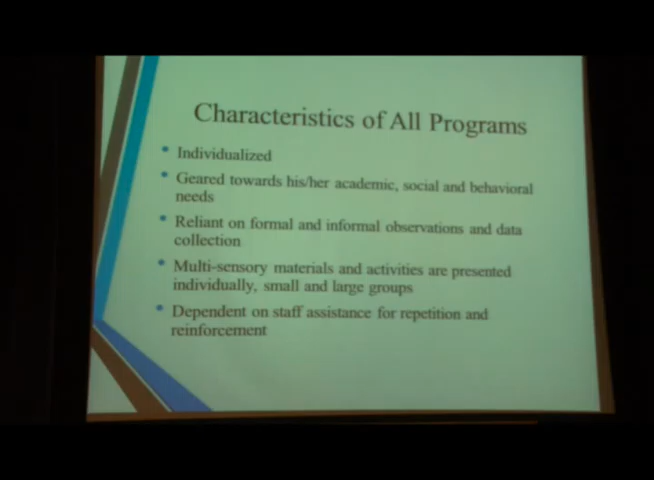 Characteristics of All Programs
• Individualized
• Geared towards his/her academic, social and behavioral
needs
• Reliant on formal and informal observations and data
collection
• Multi-sensory materials and activities are presented
individually, small and large groups
• Dependent on staff assistance for repetition and
reinforcement